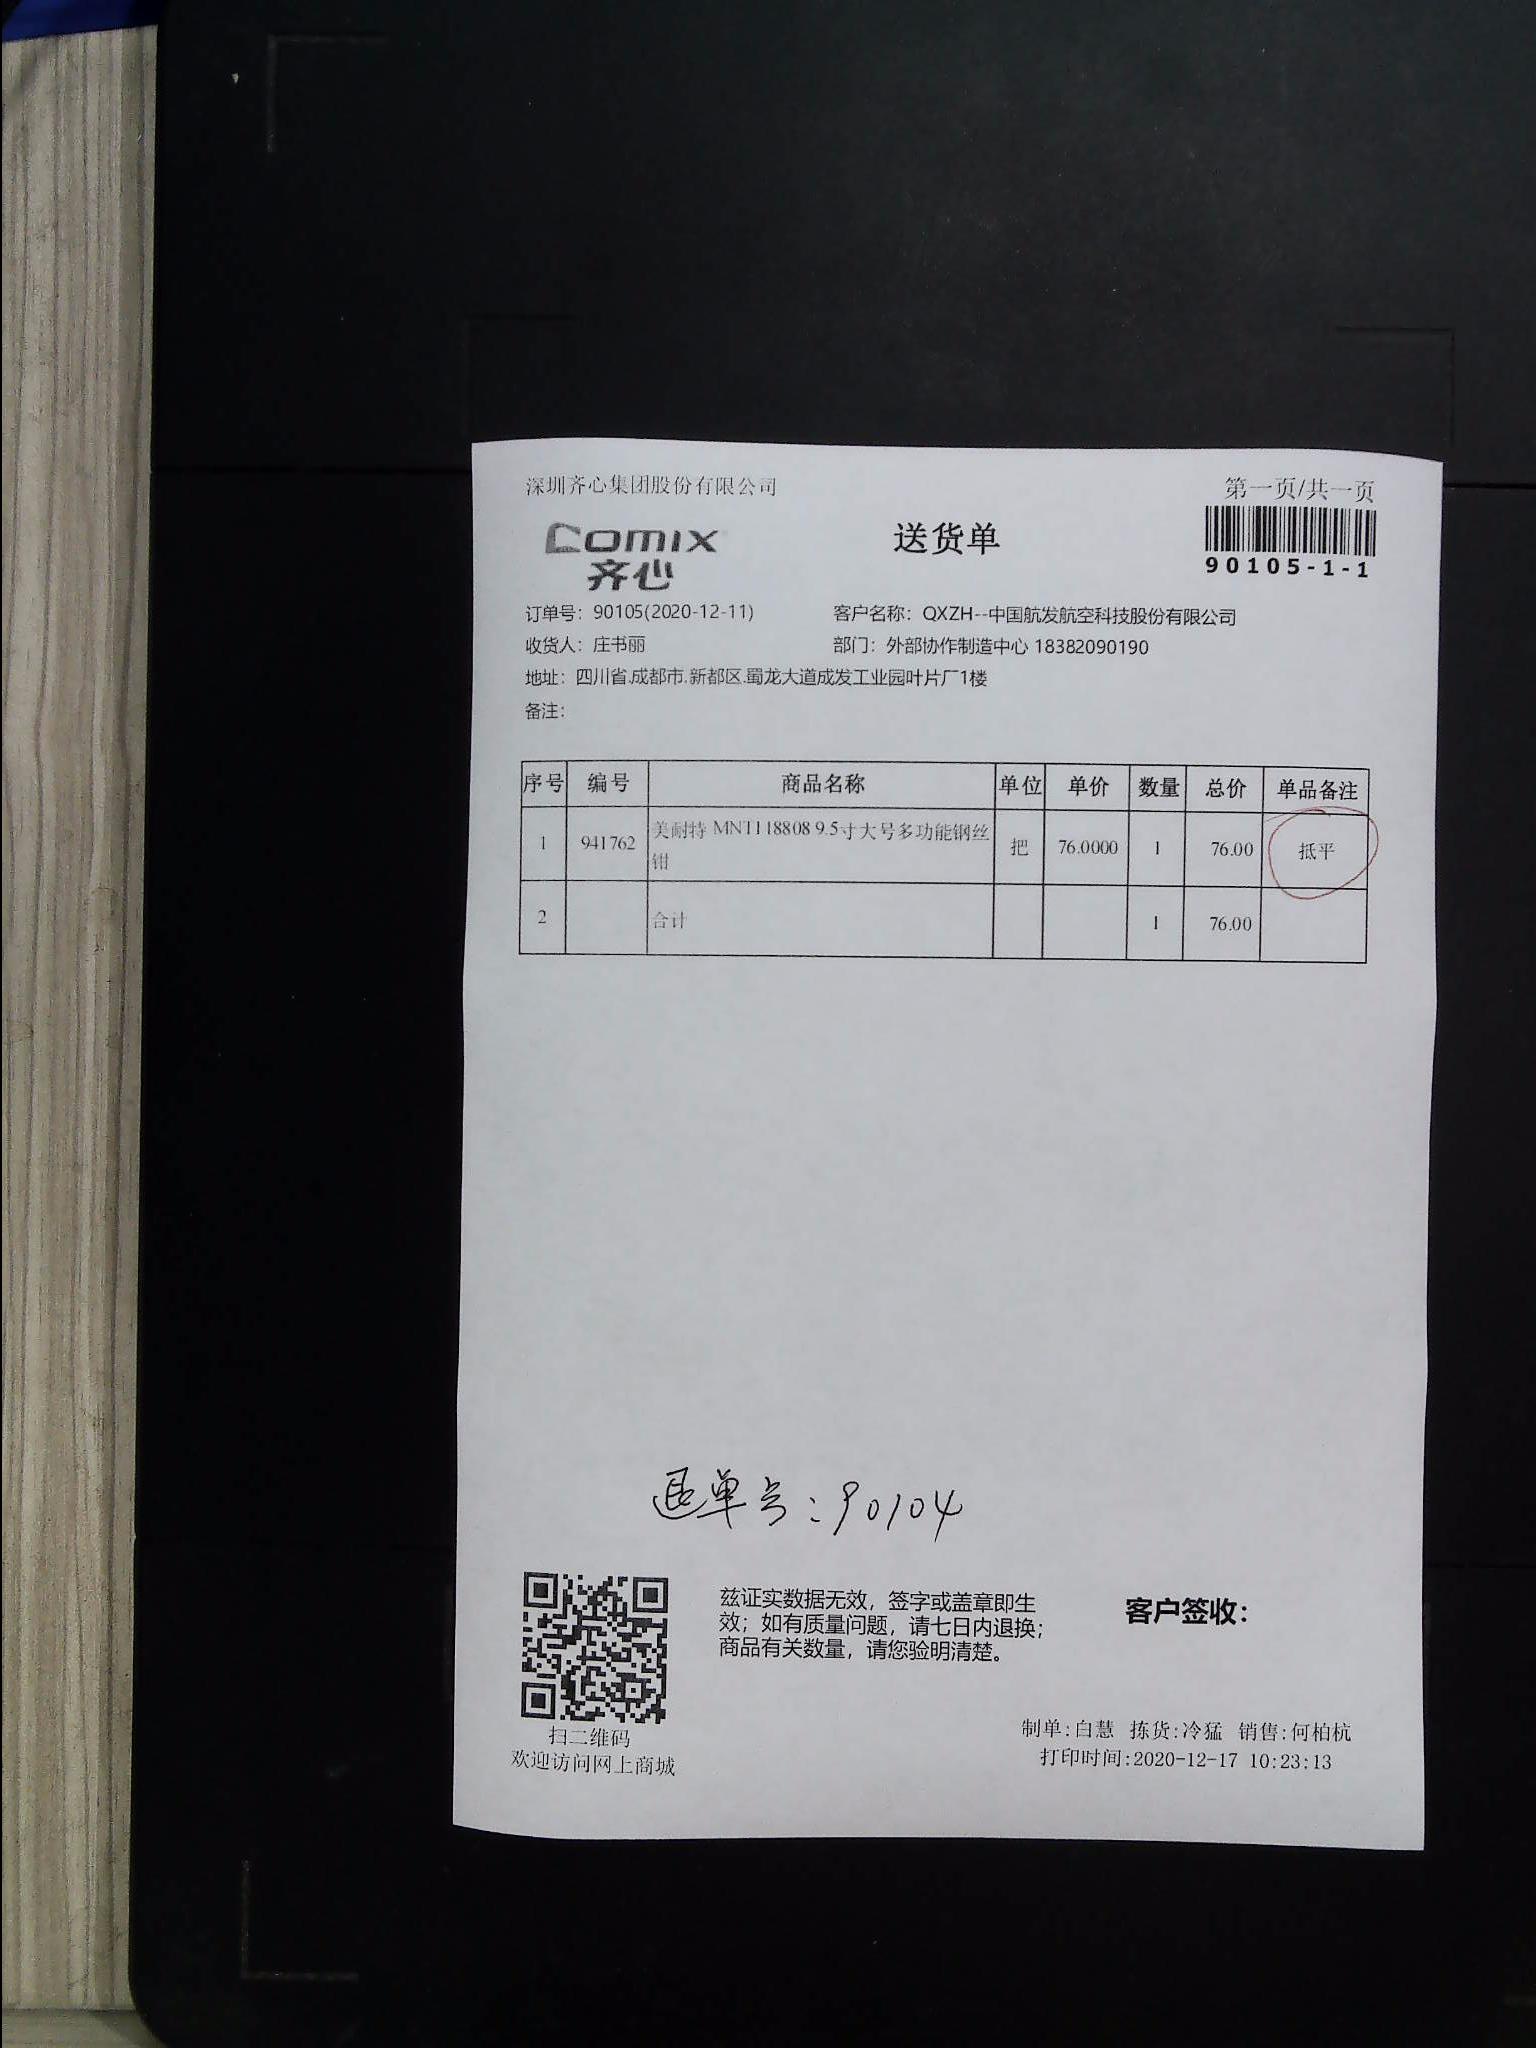 深圳齐心集团股份有限公司
第一页/共一页
Comix
齐心
送货单
90105-1-1
订单号：90105(2020-12-11)
客户名称：QXZH--中国航发航空科技股份有限公司
收货人：庄书丽
部门：外部协作制造中心 18382090190
地址：四川省.成都市.新都区.蜀龙大道成发工业园叶片厂1楼
备注：
序号 编号 商品名称 单位 单价 数量 总价 单品备注
1 941762 美耐特 MNT118808 9.5寸大号多功能钢丝 把 76.0000 1 76.00 抵平
钳
2 合计 1 76.00
退单号：90104
兹证实数据无效，签字或盖章即生
效；如有质量问题，请七日内退换；
商品有关数量，请您验明清楚。
客户签收：
扫二维码
欢迎访问网上商城
制单:白慧 拣货:冷猛 销售:何柏杭
打印时间:2020-12-17 10:23:13